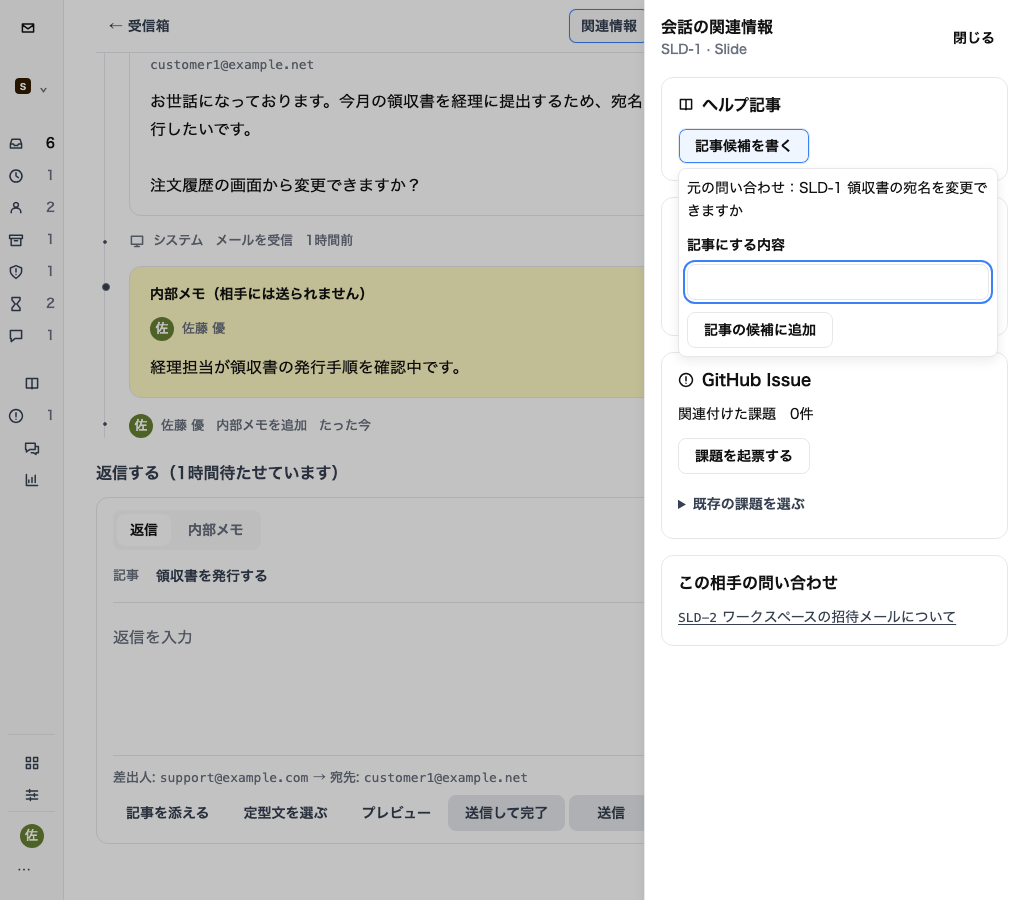 ← 受信箱
関連情報
S
6
1
2
1
1
2
1
1
佐
…
customer1@example.net
お世話になっております。今月の領収書を経理に提出するため、宛名
行したいです。
注文履歴の画面から変更できますか？
システム メールを受信 1時間前
内部メモ（相手には送られません）
佐 佐藤 優
経理担当が領収書の発行手順を確認中です。
佐 佐藤 優 内部メモを追加 たった今
返信する（1時間待たせています）
返信 内部メモ
記事 領収書を発行する
返信を入力
差出人: support@example.com → 宛先: customer1@example.net
記事を添える 定型文を選ぶ プレビュー 送信して完了 送信
会話の関連情報
SLD-1 · Slide
閉じる
ヘルプ記事
記事候補を書く
元の問い合わせ：SLD-1 領収書の宛名を変更で
きますか
記事にする内容
記事の候補に追加
GitHub Issue
関連付けた課題 0件
課題を起票する
▶ 既存の課題を選ぶ
この相手の問い合わせ
SLD-2 ワークスペースの招待メールについて